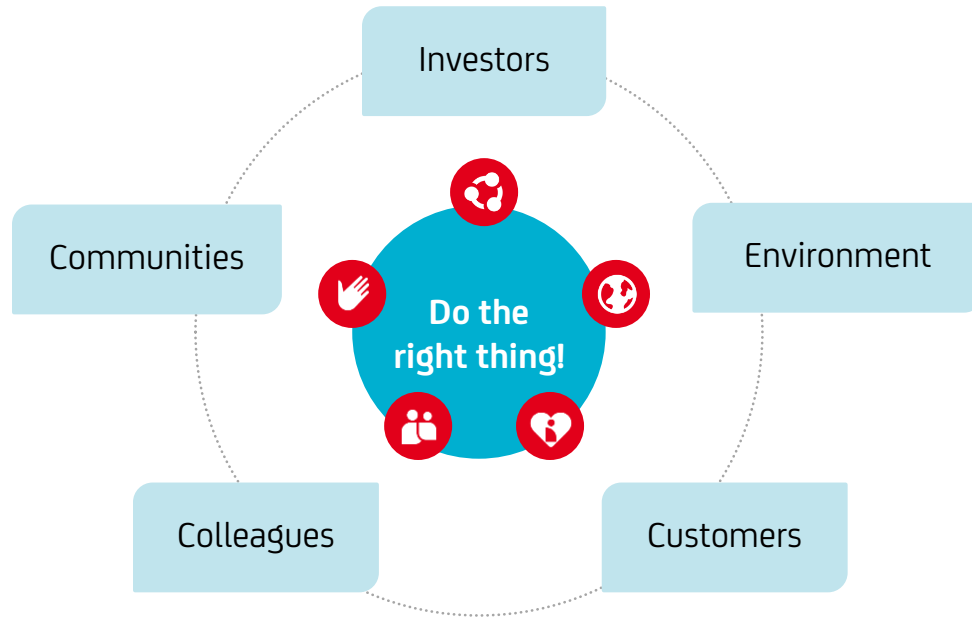 Investors
Communities
Environment
Do the
right thing!
Colleagues
Customers